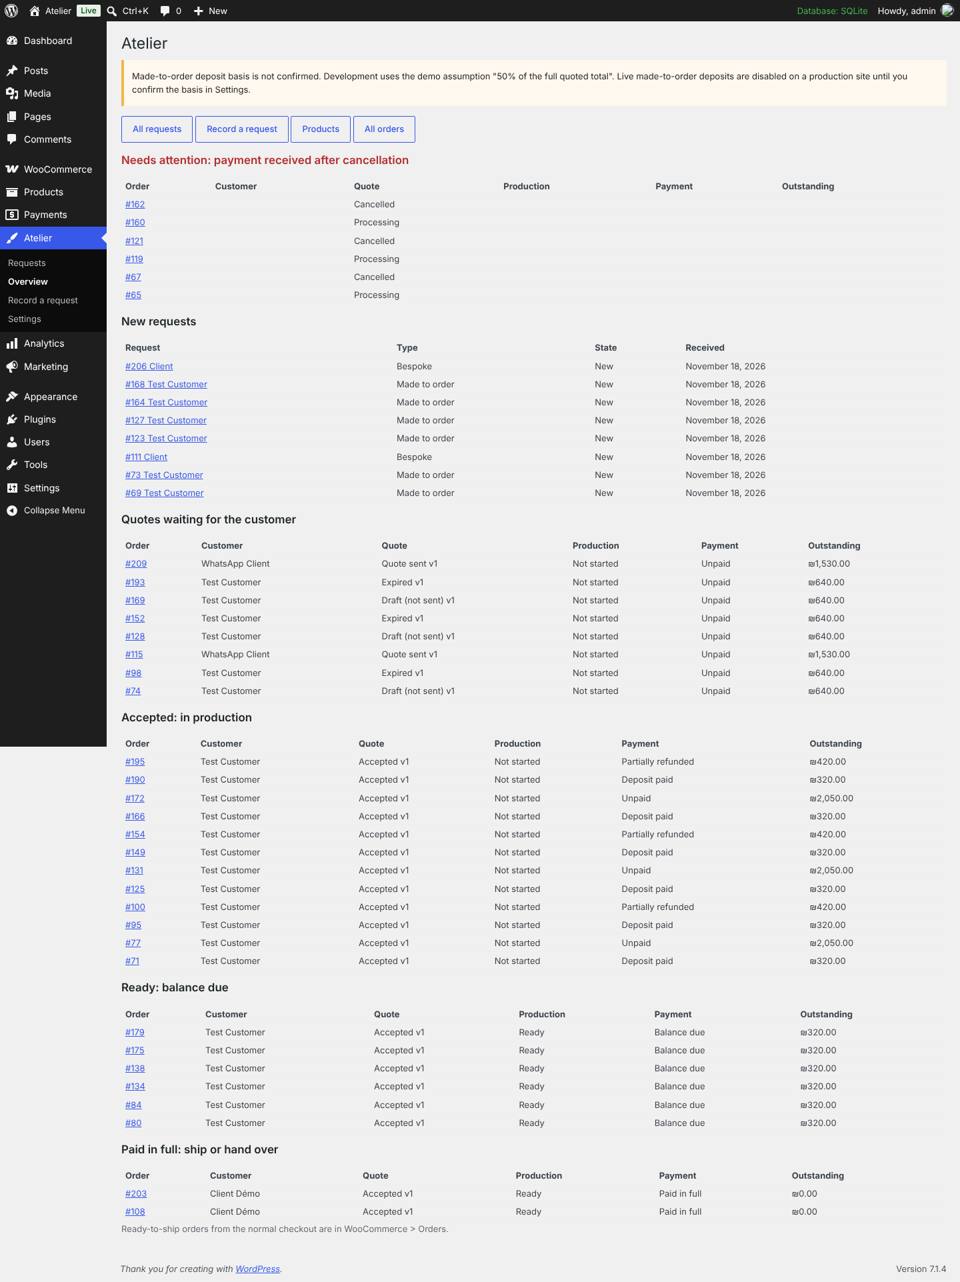 Atelier Live Ctrl+K 0 New Database: SQLite Howdy, admin
Dashboard
Posts
Media
Pages
Comments
WooCommerce
Products
Payments
Atelier
Requests
Overview
Record a request
Settings
Analytics
Marketing
Appearance
Plugins
Users
Tools
Settings
Collapse Menu
Atelier
Made-to-order deposit basis is not confirmed. Development uses the demo assumption "50% of the full quoted total". Live made-to-order deposits are disabled on a production site until you
confirm the basis in Settings.
All requests Record a request Products All orders
Needs attention: payment received after cancellation
Order Customer Quote Production Payment Outstanding
#162 Cancelled
#160 Processing
#121 Cancelled
#119 Processing
#67 Cancelled
#65 Processing
New requests
Request Type State Received
#206 Client Bespoke New November 18, 2026
#168 Test Customer Made to order New November 18, 2026
#164 Test Customer Made to order New November 18, 2026
#127 Test Customer Made to order New November 18, 2026
#123 Test Customer Made to order New November 18, 2026
#111 Client Bespoke New November 18, 2026
#73 Test Customer Made to order New November 18, 2026
#69 Test Customer Made to order New November 18, 2026
Quotes waiting for the customer
Order Customer Quote Production Payment Outstanding
#209 WhatsApp Client Quote sent v1 Not started Unpaid ₪1,530.00
#193 Test Customer Expired v1 Not started Unpaid ₪640.00
#169 Test Customer Draft (not sent) v1 Not started Unpaid ₪640.00
#152 Test Customer Expired v1 Not started Unpaid ₪640.00
#128 Test Customer Draft (not sent) v1 Not started Unpaid ₪640.00
#115 WhatsApp Client Quote sent v1 Not started Unpaid ₪1,530.00
#98 Test Customer Expired v1 Not started Unpaid ₪640.00
#74 Test Customer Draft (not sent) v1 Not started Unpaid ₪640.00
Accepted: in production
Order Customer Quote Production Payment Outstanding
#195 Test Customer Accepted v1 Not started Partially refunded ₪420.00
#190 Test Customer Accepted v1 Not started Deposit paid ₪320.00
#172 Test Customer Accepted v1 Not started Unpaid ₪2,050.00
#166 Test Customer Accepted v1 Not started Deposit paid ₪320.00
#154 Test Customer Accepted v1 Not started Partially refunded ₪420.00
#149 Test Customer Accepted v1 Not started Deposit paid ₪320.00
#131 Test Customer Accepted v1 Not started Unpaid ₪2,050.00
#125 Test Customer Accepted v1 Not started Deposit paid ₪320.00
#100 Test Customer Accepted v1 Not started Partially refunded ₪420.00
#95 Test Customer Accepted v1 Not started Deposit paid ₪320.00
#77 Test Customer Accepted v1 Not started Unpaid ₪2,050.00
#71 Test Customer Accepted v1 Not started Deposit paid ₪320.00
Ready: balance due
Order Customer Quote Production Payment Outstanding
#179 Test Customer Accepted v1 Ready Balance due ₪320.00
#175 Test Customer Accepted v1 Ready Balance due ₪320.00
#138 Test Customer Accepted v1 Ready Balance due ₪320.00
#134 Test Customer Accepted v1 Ready Balance due ₪320.00
#84 Test Customer Accepted v1 Ready Balance due ₪320.00
#80 Test Customer Accepted v1 Ready Balance due ₪320.00
Paid in full: ship or hand over
Order Customer Quote Production Payment Outstanding
#203 Client Démo Accepted v1 Ready Paid in full ₪0.00
#108 Client Démo Accepted v1 Ready Paid in full ₪0.00
Ready-to-ship orders from the normal checkout are in WooCommerce > Orders.
Thank you for creating with WordPress. Version 7.1.4